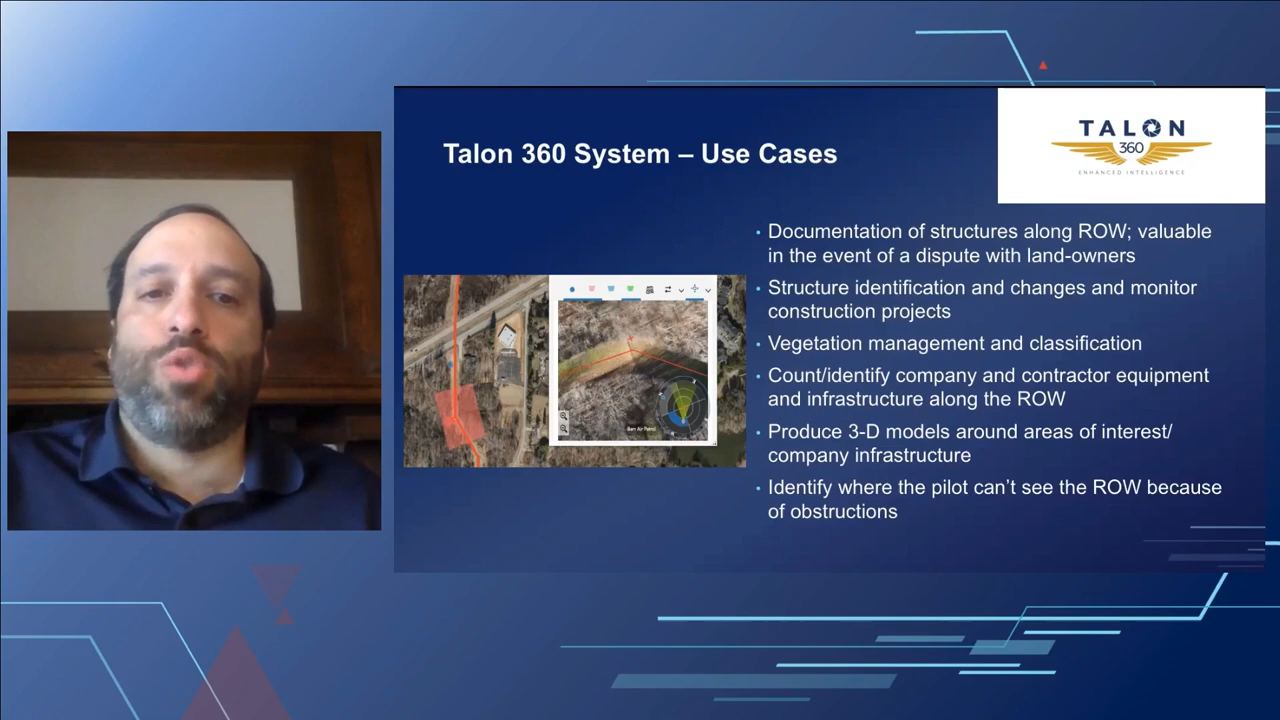 Talon 360 System – Use Cases
TALON
360
ENHANCED INTELLIGENCE
• Documentation of structures along ROW; valuable
in the event of a dispute with land-owners
• Structure identification and changes and monitor
construction projects
• Vegetation management and classification
• Count/identify company and contractor equipment
and infrastructure along the ROW
• Produce 3-D models around areas of interest/
company infrastructure
• Identify where the pilot can't see the ROW because
of obstructions